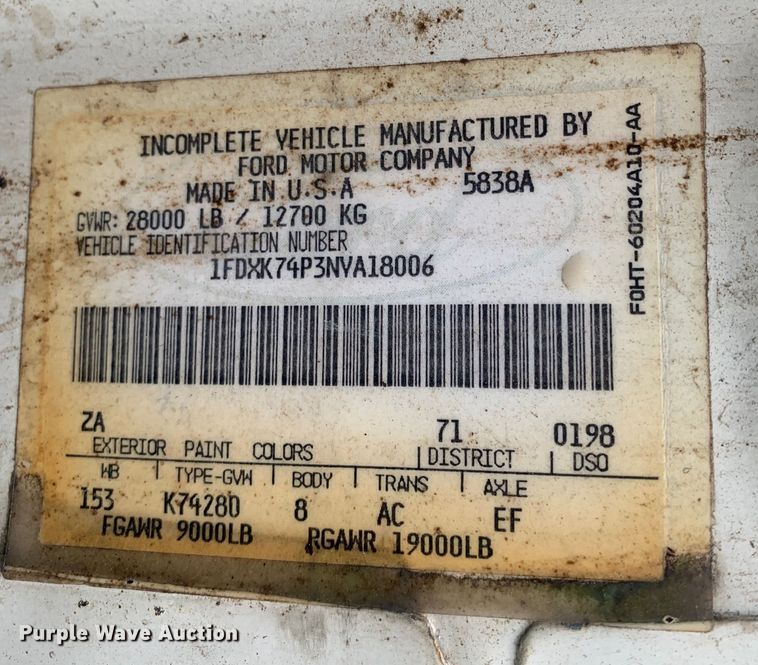 INCOMPLETE VEHICLE MANUFACTURED BY
FORD MOTOR COMPANY
MADE IN U.S.A 5838A
GVWR: 28000 LB / 12700 KG
VEHICLE IDENTIFICATION NUMBER
1FDXK74P3NVA18006
F0HT-60204A10-AA
ZA 71 0198
EXTERIOR PAINT COLORS DISTRICT DSO
WB TYPE-GVW BODY TRANS AXLE
153 K74280 8 AC EF
FGAWR 9000LB RGAWR 19000LB
Purple Wave Auction